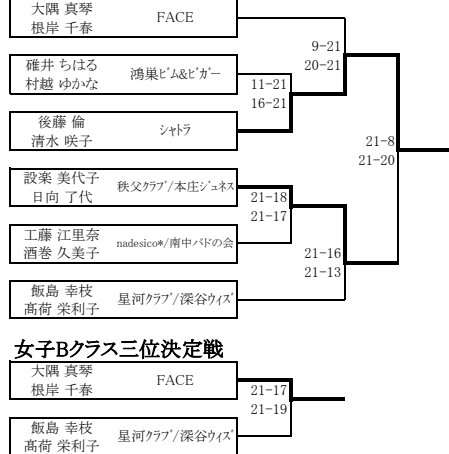 大隅 真琴
根岸 千春
FACE
9-21
20-21
碓井 ちはる
村越 ゆかな
鴻巣ビム&ビガー
11-21
16-21
後藤 倫
清水 咲子
シャトラ
21-8
21-20
設楽 美代子
日向 了代
秩父クラブ/本庄ジュネス
21-18
21-17
工藤 江里奈
酒巻 久美子
nadesico*/南中バドの会
21-16
21-13
飯島 幸枝
髙荷 栄利子
星河クラブ/深谷ウィズ
女子Bクラス三位決定戦
大隅 真琴
根岸 千春
FACE
21-17
21-19
飯島 幸枝
髙荷 栄利子
星河クラブ/深谷ウィズ